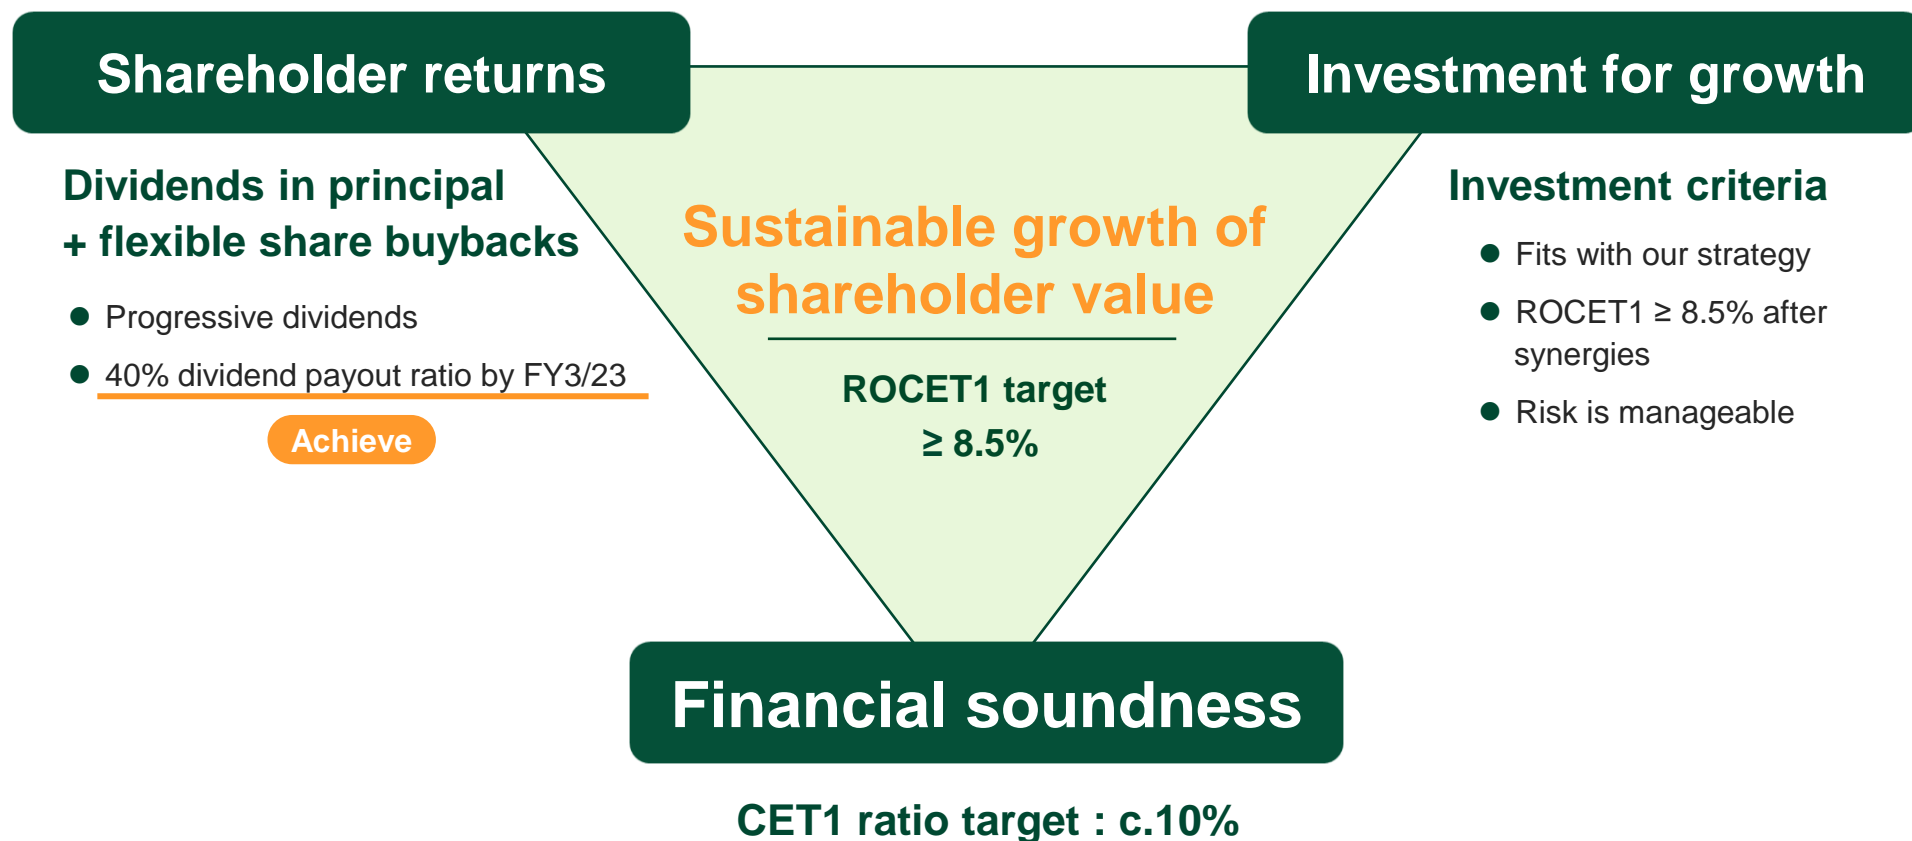 Shareholder returns
Dividends in principal
+ flexible share buybacks
● Progressive dividends
● 40% dividend payout ratio by FY3/23
Achieve
Sustainable growth of
shareholder value
ROCET1 target
≥ 8.5%
Investment for growth
Investment criteria
● Fits with our strategy
● ROCET1 ≥ 8.5% after
synergies
● Risk is manageable
Financial soundness
CET1 ratio target : c.10%